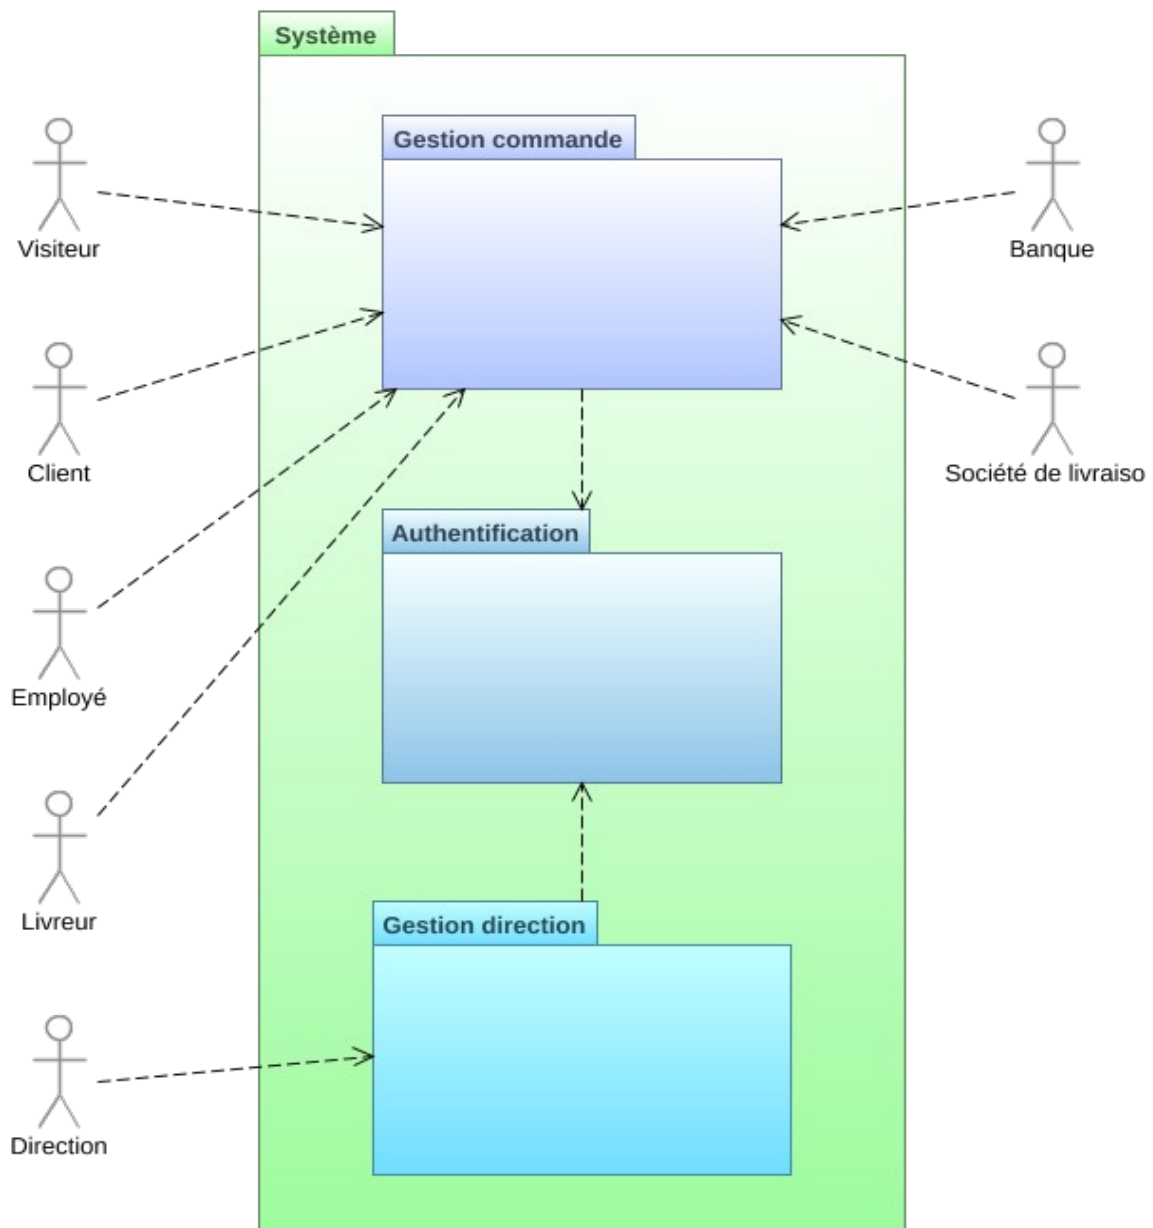 Système
Gestion commande
Visiteur
Banque
Client
Société de livraiso
Authentification
Employé
Livreur
Gestion direction
Direction